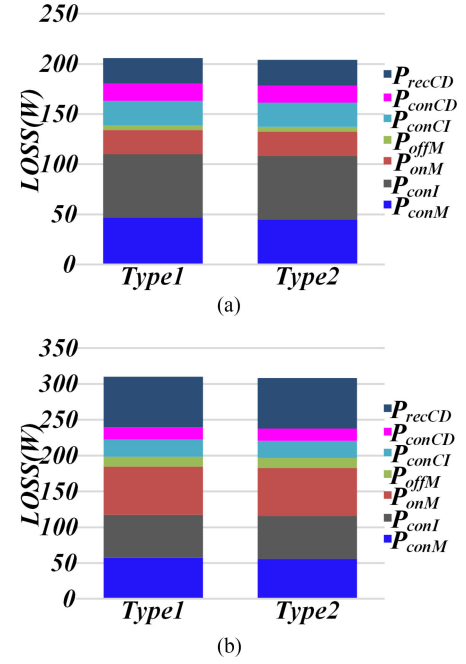 250
200
150
100
50
0
LOSS(W)
Type1 Type2
P_recCD
P_conCD
P_conCI
P_offM
P_onM
P_conI
P_conM
(a)
350
300
250
200
150
100
50
0
LOSS(W)
Type1 Type2
P_recCD
P_conCD
P_conCI
P_offM
P_onM
P_conI
P_conM
(b)